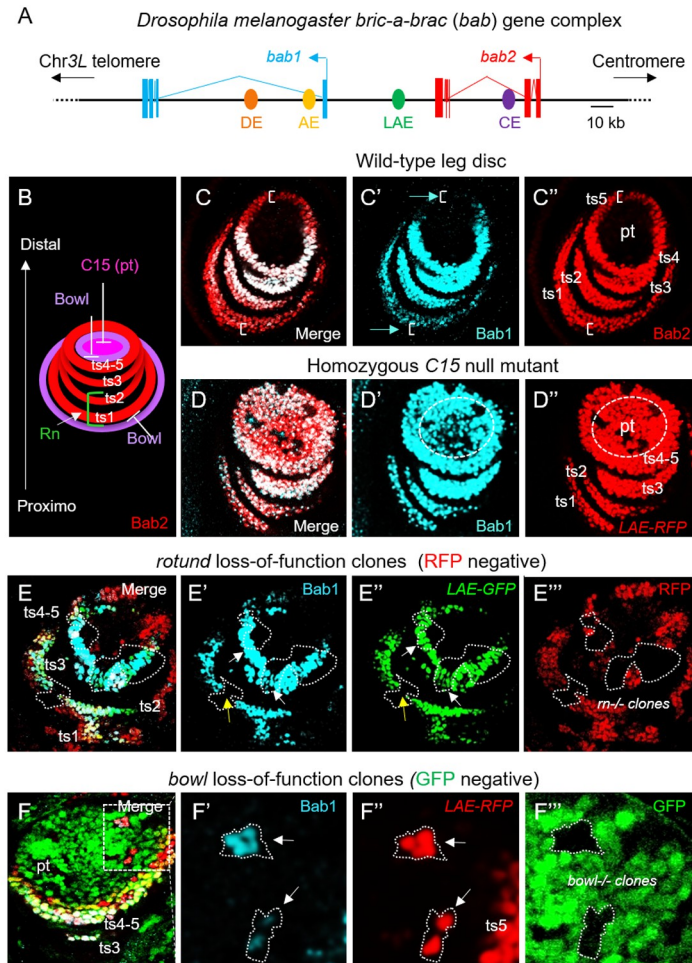 A
Drosophila melanogaster bric-a-brac (bab) gene complex
Chr3L telomere
bab1
bab2
Centromere
DE
AE
LAE
CE
10 kb
Wild-type leg disc
B
Distal
C15 (pt)
Bowl
ts4-5
ts3
ts2
ts1
Rn
Bowl
Proximo
Bab2
C
Merge
C'
Bab1
C''
ts5
pt
ts4
ts2
ts3
ts1
Bab2
Homozygous C15 null mutant
D
Merge
D'
Bab1
D''
pt
ts4-5
ts2
ts3
ts1
LAE-RFP
rotund loss-of-function clones (RFP negative)
E
Merge
ts4-5
ts3
ts2
ts1
E'
Bab1
E''
LAE-GFP
E'''
RFP
rn-/- clones
bowl loss-of-function clones (GFP negative)
F
Merge
pt
ts4-5
ts3
F'
Bab1
F''
LAE-RFP
ts5
F'''
GFP
bowl-/- clones